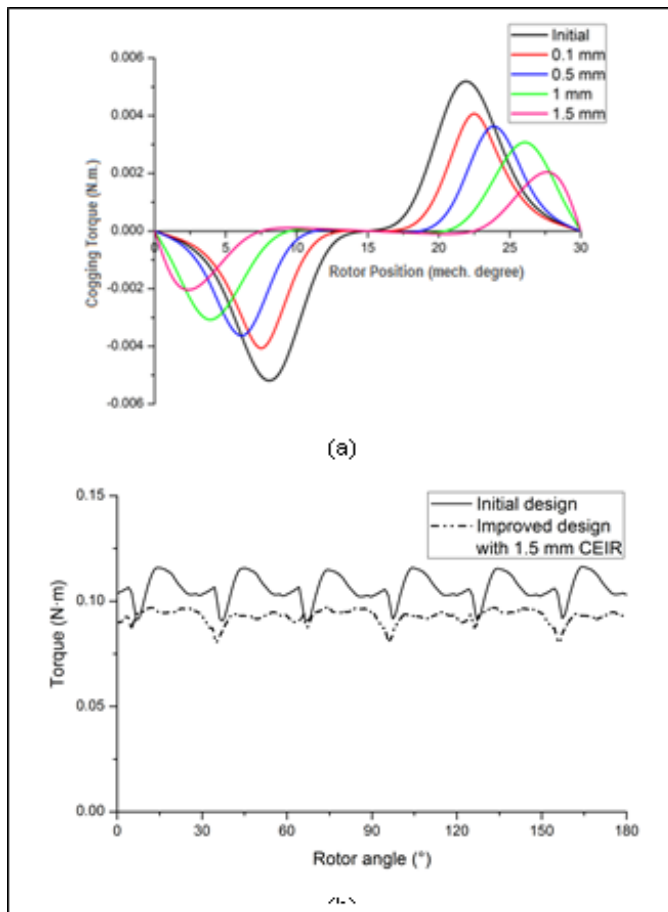 0.006
0.004
0.002
0.000
-0.002
-0.004
-0.006
Cogging Torque (N.m.)
0
5
10
15
20
25
30
Rotor Position (mech. degree)
Initial
0.1 mm
0.5 mm
1 mm
1.5 mm
(a)
0.15
0.10
0.05
0.00
Torque (N·m)
0
30
60
90
120
150
180
Rotor angle (°)
Initial design
Improved design
with 1.5 mm CEIR